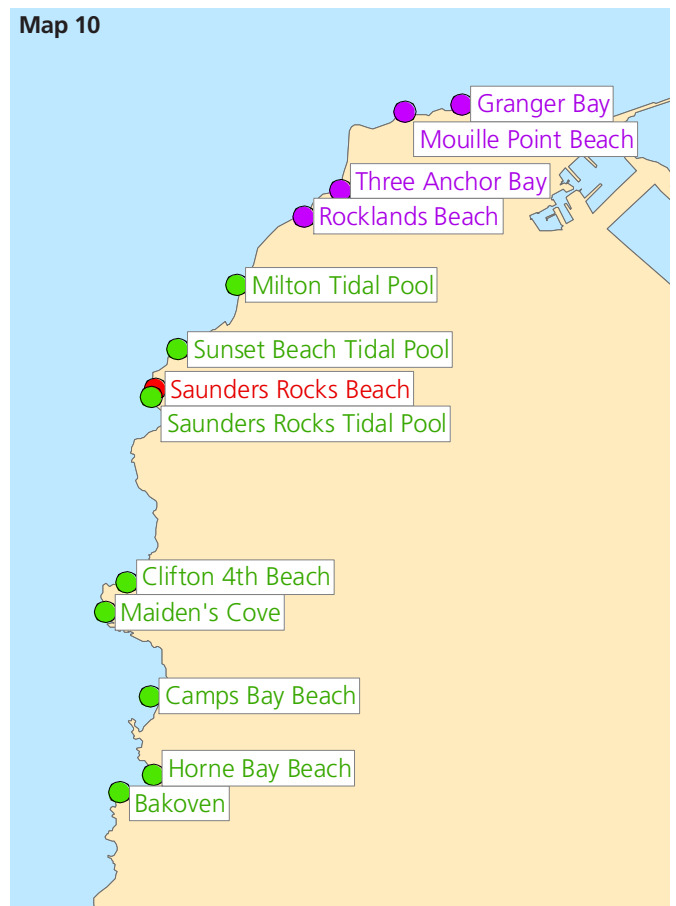 Map 10
Granger Bay
Mouille Point Beach
Three Anchor Bay
Rocklands Beach
Milton Tidal Pool
Sunset Beach Tidal Pool
Saunders Rocks Beach
Saunders Rocks Tidal Pool
Clifton 4th Beach
Maiden's Cove
Camps Bay Beach
Horne Bay Beach
Bakoven